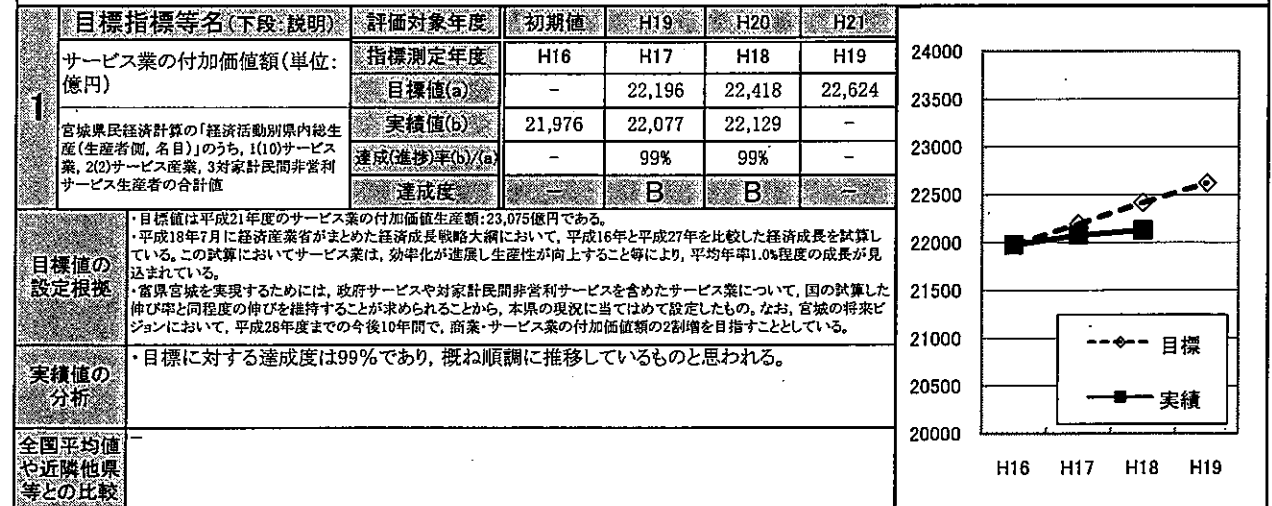 目標指標等名(下段:説明) 評価対象年度 初期値 H19 H20 H21
1
サービス業の付加価値額(単位:
億円)
指標測定年度 H16 H17 H18 H19
目標値(a) - 22,196 22,418 22,624
宮城県民経済計算の「経済活動別県内総生
産(生産者側, 名目)」のうち, 1(10)サービス
業, 2(2)サービス産業, 3対家計民間非営利
サービス生産者の合計値
実績値(b) 21,976 22,077 22,129 -
達成(進捗)率(b)/(a) - 99% 99% -
達成度 - B B -
目標値の
設定根拠
・目標値は平成21年度のサービス業の付加価値生産額:23,075億円である。
・平成18年7月に経済産業省がまとめた経済成長戦略大綱において, 平成16年と平成27年を比較した経済成長を試算し
ている。この試算においてサービス業は, 効率化が進展し生産性が向上すること等により, 平均年率1.0%程度の成長が見
込まれている。
・富県宮城を実現するためには, 政府サービスや対家計民間非営利サービスを含めたサービス業について, 国の試算した
伸び率と同程度の伸びを維持することが求められることから, 本県の現況に当てはめて設定したもの。なお, 宮城の将来ビ
ジョンにおいて, 平成28年度までの今後10年間で, 商業・サービス業の付加価値額の2割増を目指すこととしている。
実績値の
分析
・目標に対する達成度は99%であり, 概ね順調に推移しているものと思われる。
全国平均値
や近隣他県
等との比較
-
24000
23500
23000
22500
22000
21500
21000
20500
20000
目標
実績
H16 H17 H18 H19